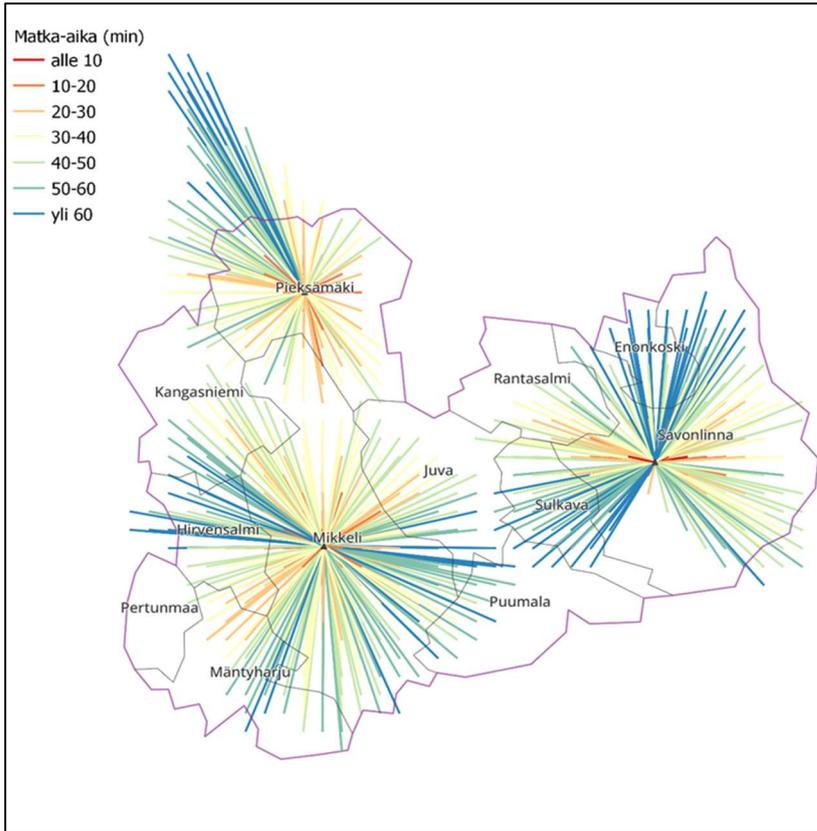 Matka-aika (min)
alle 10
10-20
20-30
30-40
40-50
50-60
yli 60
Pieksämäki
Enonkoski
Rantasalmi
Kangasniemi
Savonlinna
Juva
Sulkava
Hirvensalmi
Mikkeli
Puumala
Pertunmaa
Mäntyharju